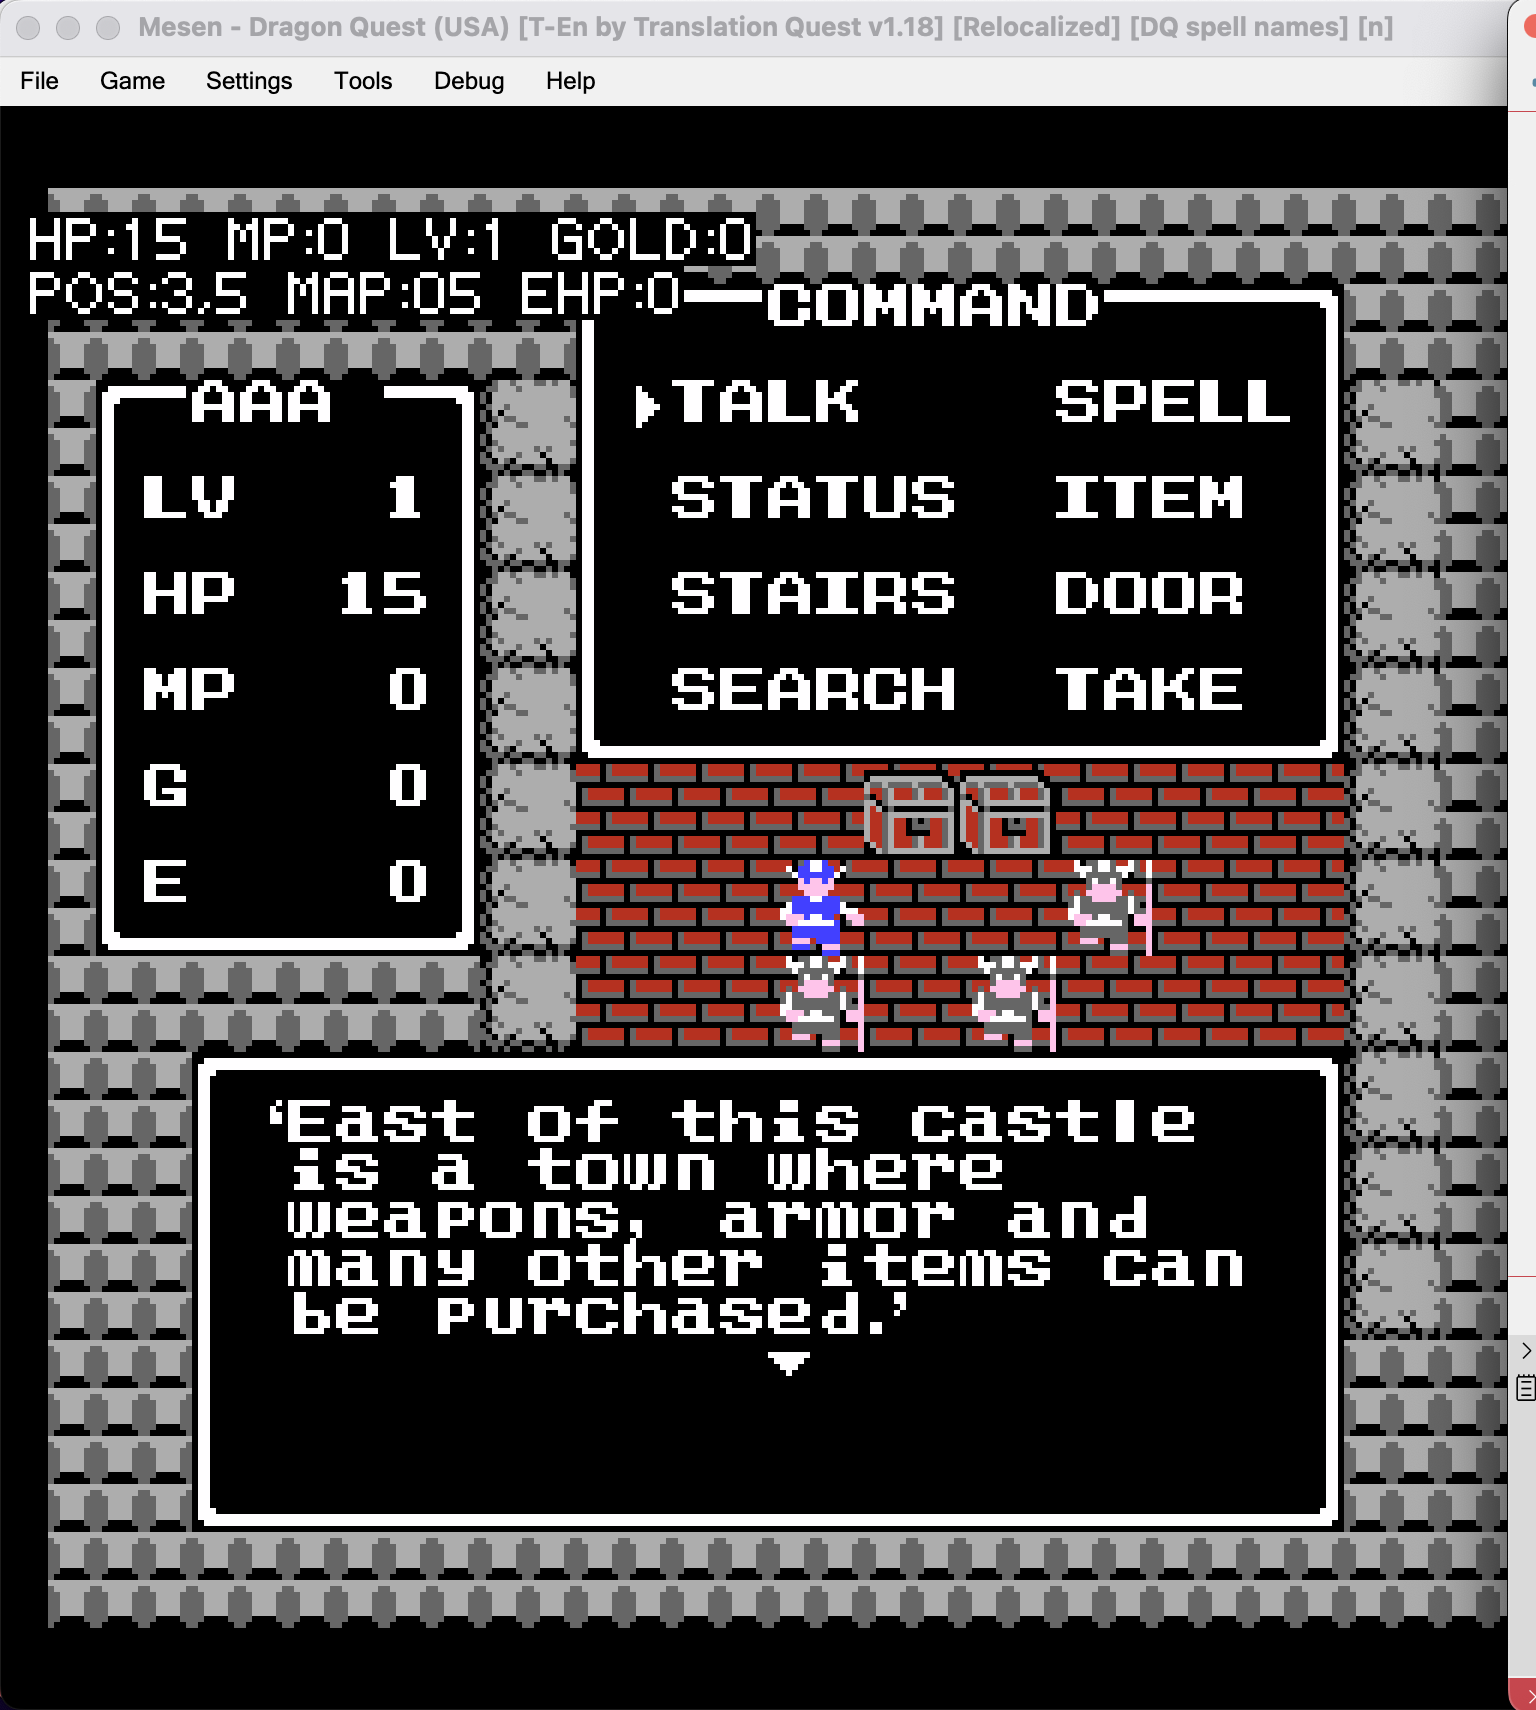 Mesen - Dragon Quest (USA) [T-En by Translation Quest v1.18] [Relocalized] [DQ spell names] [n]
File Game Settings Tools Debug Help
HP:15 MP:0 LV:1 GOLD:0
POS:3,5 MAP:05 EHP:0
COMMAND
TALK SPELL
STATUS ITEM
STAIRS DOOR
SEARCH TAKE
AAA
LV 1
HP 15
MP 0
G 0
E 0
‘East of this castle
is a town where
weapons, armor and
many other items can
be purchased.’